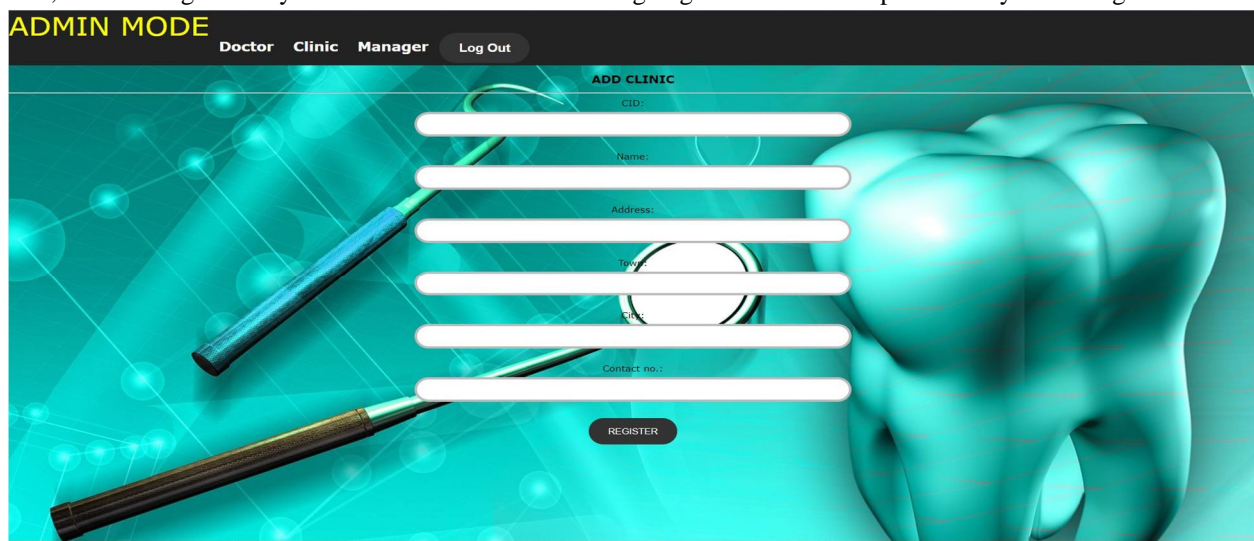 ADMIN MODE
Doctor Clinic Manager Log Out
ADD CLINIC
CID:
Name:
Address:
Town:
City:
Contact no.:
REGISTER